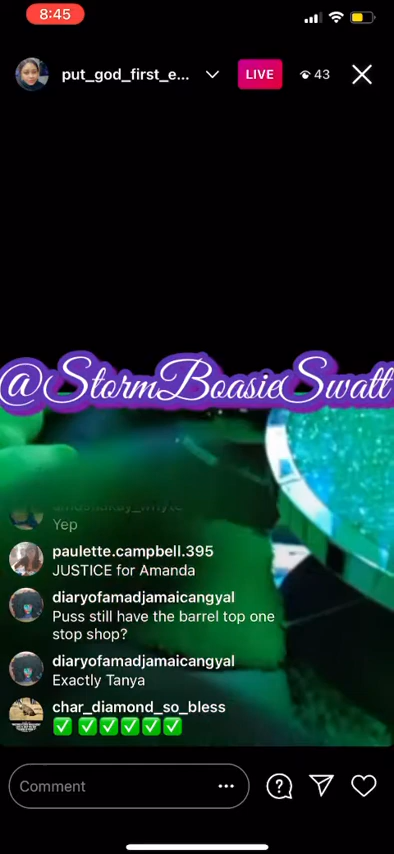 8:45
put_god_first_e...
LIVE
43
@StormBoasieSwatt
Yep
paulette.campbell.395
JUSTICE for Amanda
diaryofamadjamaicangyal
Puss still have the barrel top one
stop shop?
diaryofamadjamaicangyal
Exactly Tanya
char_diamond_so_bless
✅ ✅✅✅✅✅
Comment